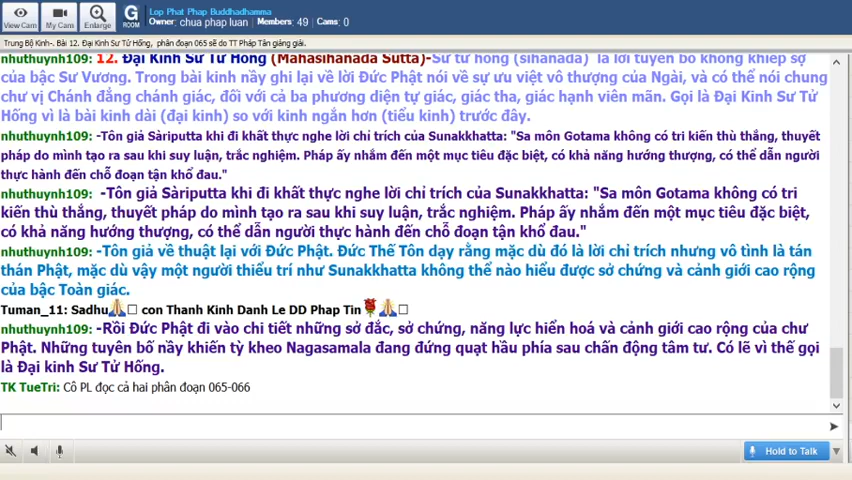 Lop Phat Phap Buddhadhamma
Owner: chua phap luan , Members: 49 , Cams: 0
View Cam
My Cam
Enlarge
G
ROOM
Trung Bộ Kinh-. Bài 12. Đại Kinh Sư Tử Hống, phân đoạn 065 sẽ do TT Pháp Tân giảng giải.
nhuthuynh109: 12. Đại Kinh Sư Tử Hống (Mahasihanada Sutta)-Sư tử hống (sihanada) là lời tuyên bố không khiếp sợ
của bậc Sư Vương. Trong bài kinh nầy ghi lại về lời Đức Phật nói về sự ưu việt vô thượng của Ngài, và có thể nói chung
chư vị Chánh đẳng chánh giác, đối với cả ba phương diện tự giác, giác tha, giác hạnh viên mãn. Gọi là Đại Kinh Sư Tử
Hống vì là bài kinh dài (đại kinh) so với kinh ngắn hơn (tiểu kinh) trước đây.
nhuthuynh109: -Tôn giả Sàriputta khi đi khất thực nghe lời chỉ trích của Sunakkhatta: "Sa môn Gotama không có tri kiến thù thắng, thuyết
pháp do mình tạo ra sau khi suy luận, trắc nghiệm. Pháp ấy nhắm đến một mục tiêu đặc biệt, có khả năng hướng thượng, có thể dẫn người
thực hành đến chỗ đoạn tận khổ đau."
nhuthuynh109: -Tôn giả Sàriputta khi đi khất thực nghe lời chỉ trích của Sunakkhatta: "Sa môn Gotama không có tri
kiến thù thắng, thuyết pháp do mình tạo ra sau khi suy luận, trắc nghiệm. Pháp ấy nhắm đến một mục tiêu đặc biệt,
có khả năng hướng thượng, có thể dẫn người thực hành đến chỗ đoạn tận khổ đau."
nhuthuynh109: -Tôn giả về thuật lại với Đức Phật. Đức Thế Tôn dạy rằng mặc dù đó là lời chỉ trích nhưng vô tình là tán
thán Phật, mặc dù vậy một người thiểu trí như Sunakkhatta không thể nào hiểu được sở chứng và cảnh giới cao rộng
của bậc Toàn giác.
Tuman_11: Sadhu🙏□ con Thanh Kinh Danh Le DD Phap Tin🌹🙏□
nhuthuynh109: -Rồi Đức Phật đi vào chi tiết những sở đắc, sở chứng, năng lực hiển hoá và cảnh giới cao rộng của chư
Phật. Những tuyên bố nầy khiến tỳ kheo Nagasamala đang đứng quạt hầu phía sau chấn động tâm tư. Có lẽ vì thế gọi
là Đại kinh Sư Tử Hống.
TK TueTri: Cô PL đọc cả hai phân đoạn 065-066
Hold to Talk